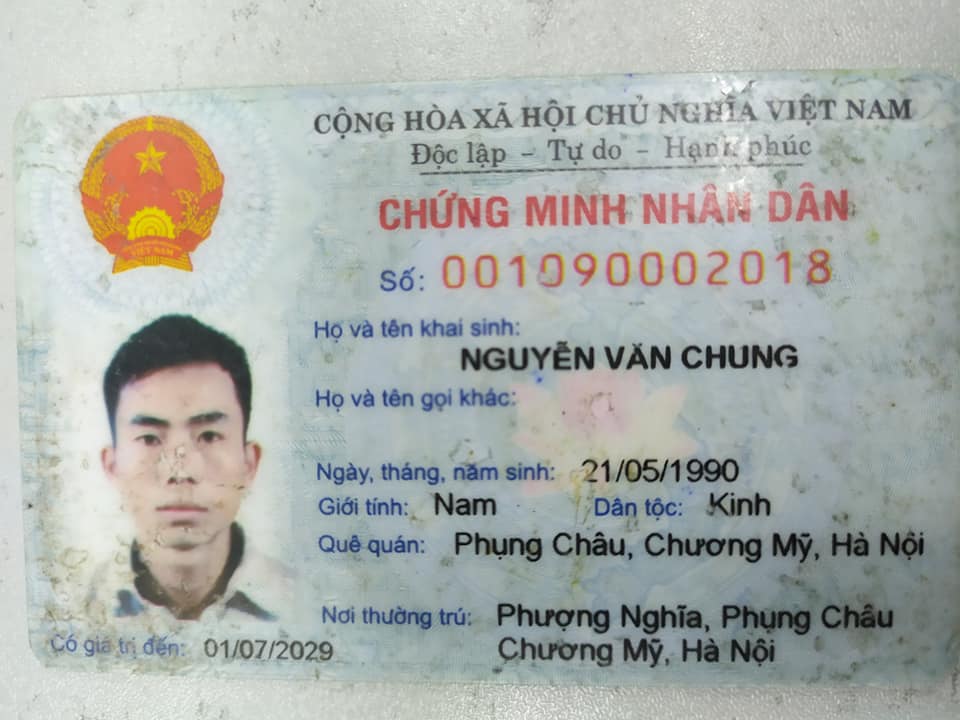 CỘNG HÒA XÃ HỘI CHỦ NGHĨA VIỆT NAM
Độc lập - Tự do - Hạnh phúc
CHỨNG MINH NHÂN DÂN
Số: 001090002018
Họ và tên khai sinh:
NGUYỄN VĂN CHUNG
Họ và tên gọi khác:
Ngày, tháng, năm sinh: 21/05/1990
Giới tính: Nam Dân tộc: Kinh
Quê quán: Phụng Châu, Chương Mỹ, Hà Nội
Nơi thường trú: Phượng Nghĩa, Phụng Châu
Chương Mỹ, Hà Nội
Có giá trị đến: 01/07/2029
VIỆT NAM